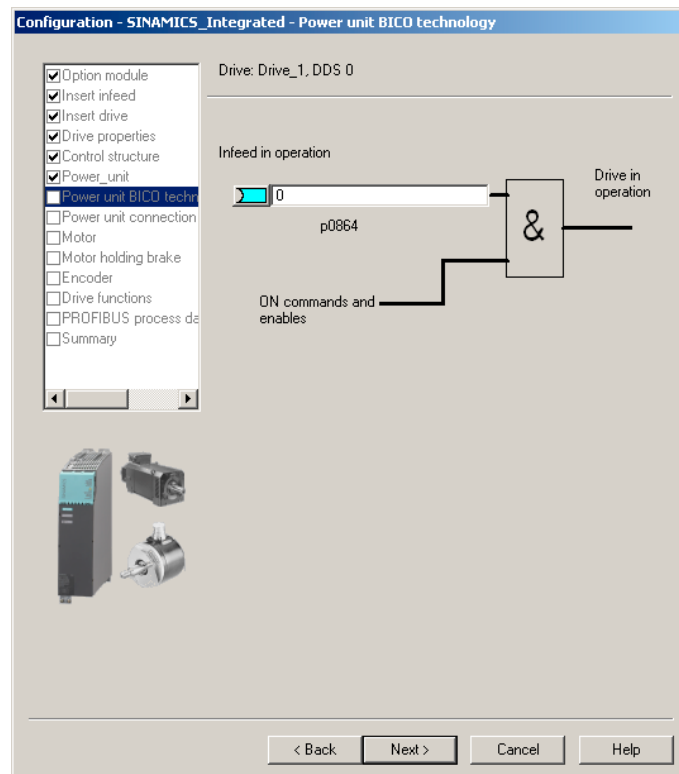 Configuration - SINAMICS_Integrated - Power unit BICO technology
Option module
Insert infeed
Insert drive
Drive properties
Control structure
Power_unit
Power unit BICO techn
Power unit connection
Motor
Motor holding brake
Encoder
Drive functions
PROFIBUS process da
Summary
Drive: Drive_1, DDS 0
Infeed in operation
0
p0864
&
Drive in
operation
ON commands and
enables
< Back
Next >
Cancel
Help